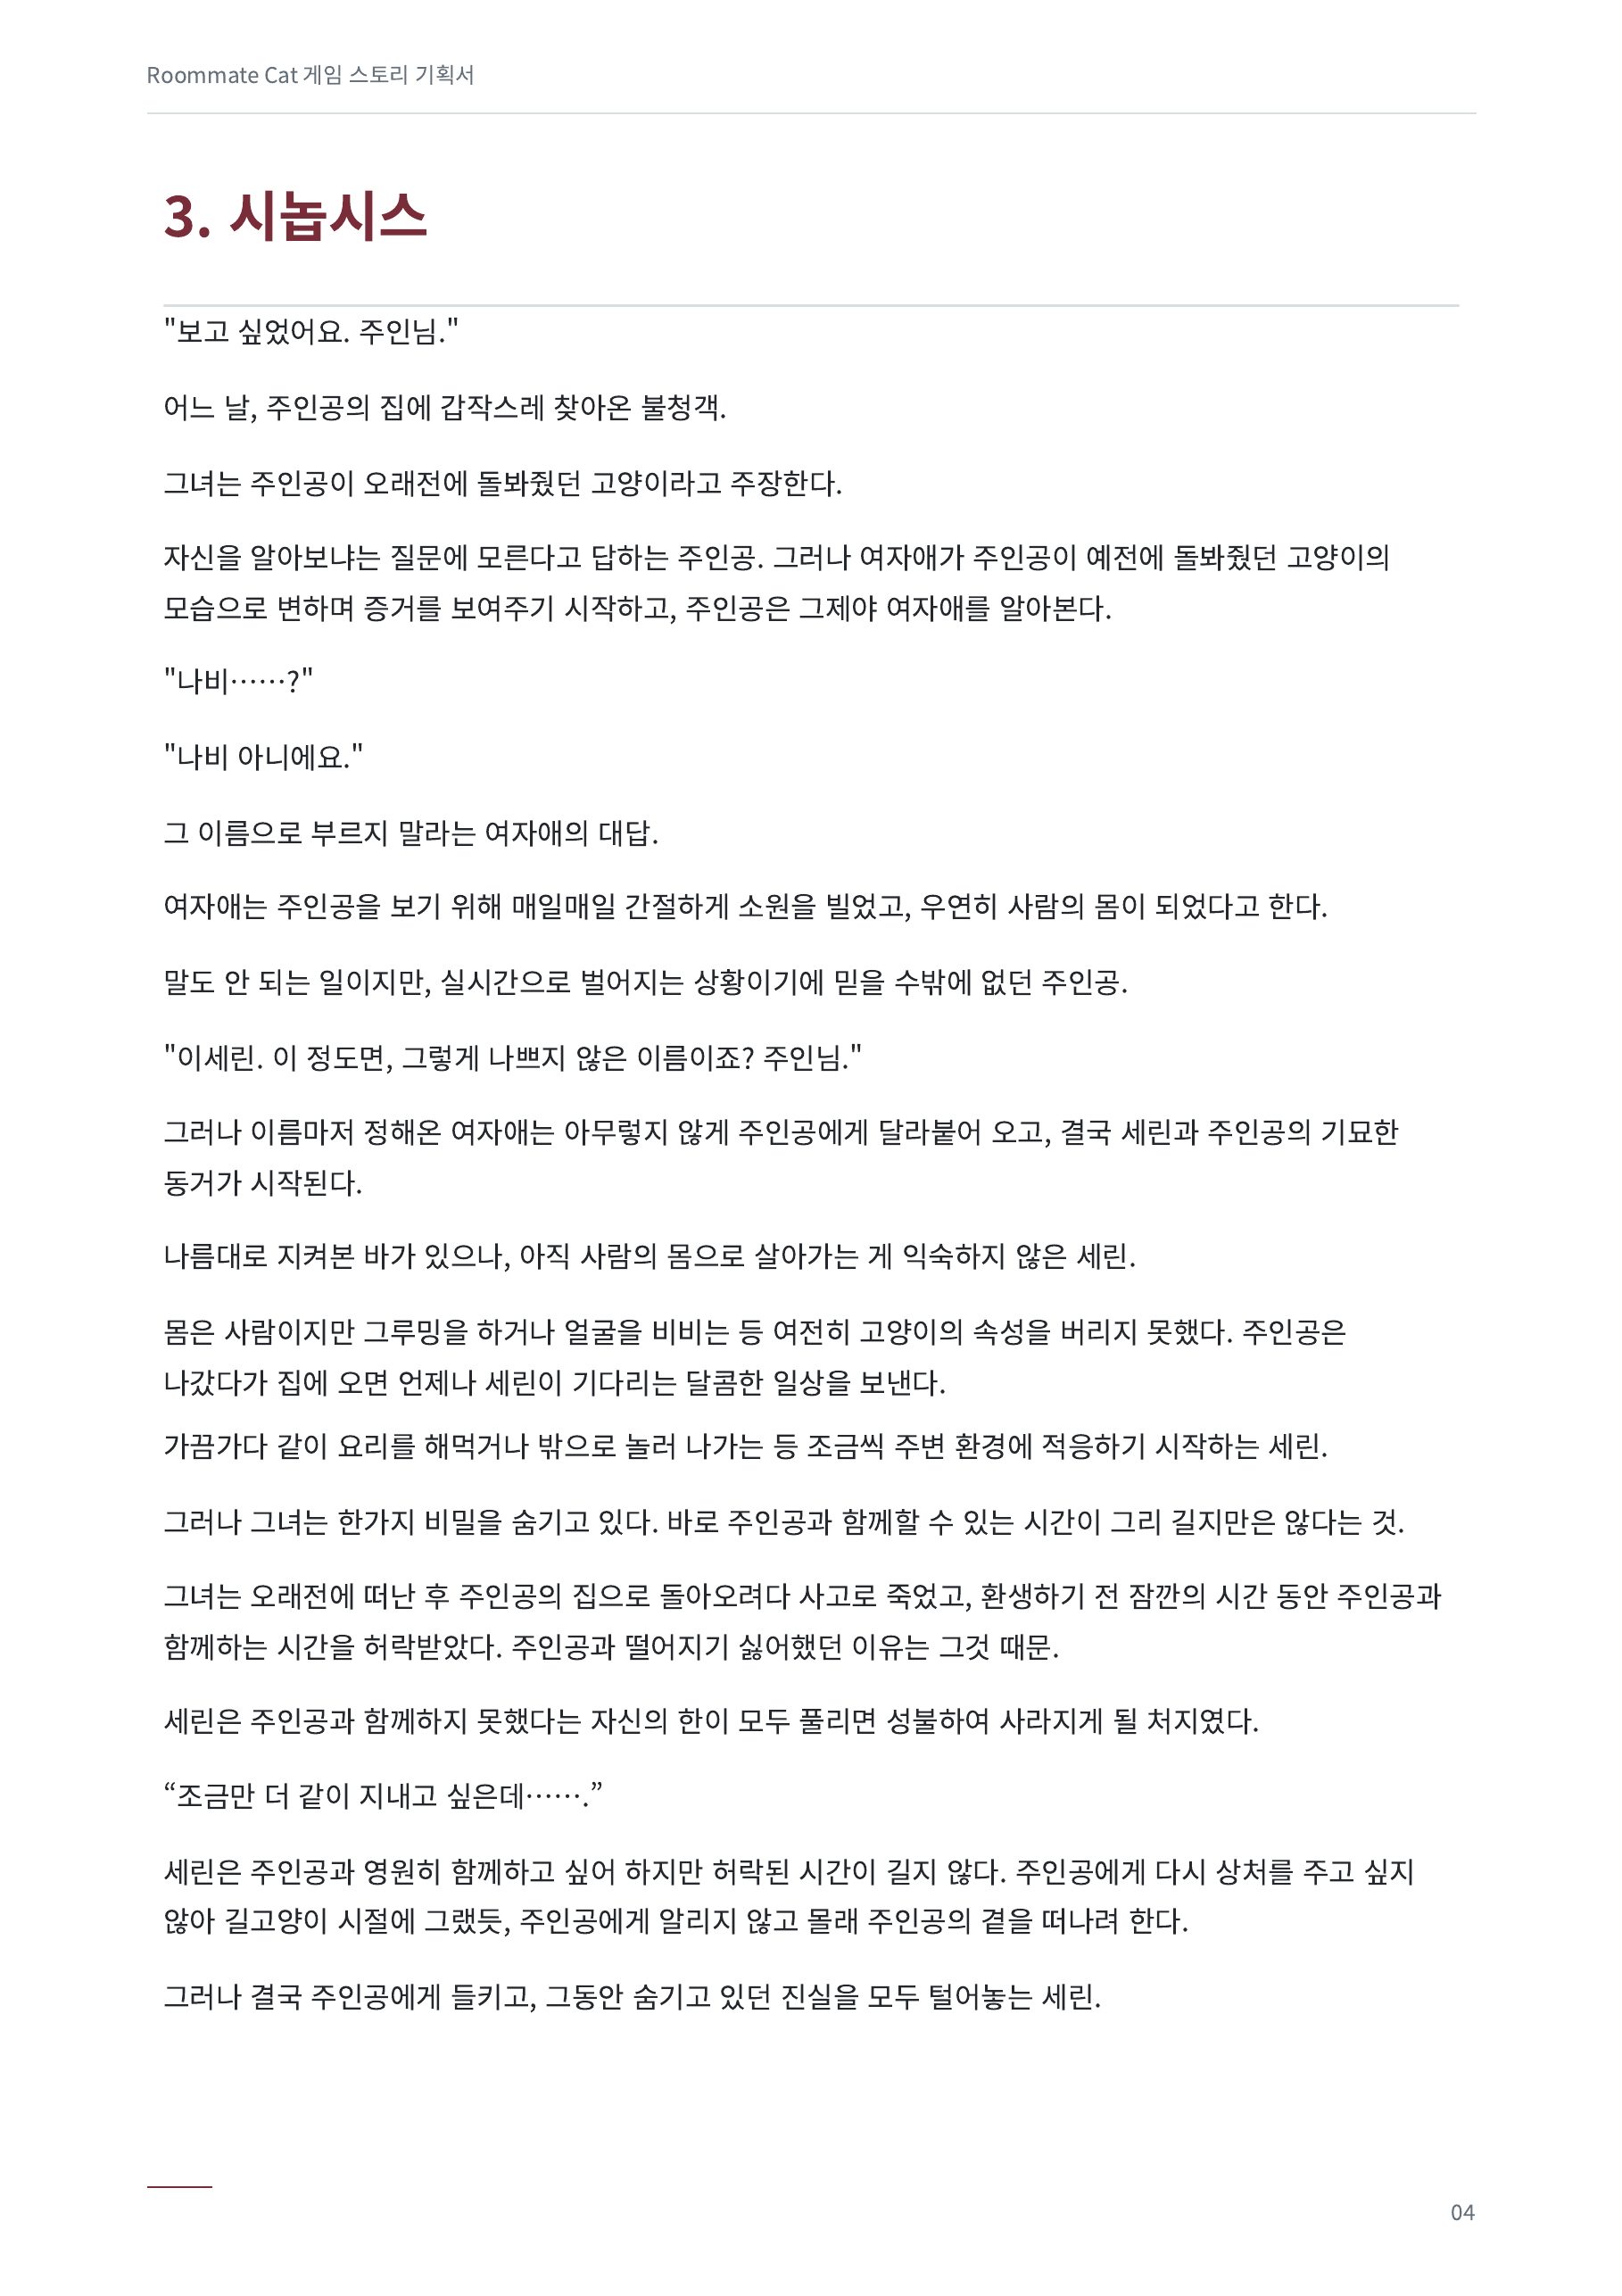 Roommate Cat 게임 스토리 기획서
3. 시놉시스
"보고 싶었어요. 주인님."
어느 날, 주인공의 집에 갑작스레 찾아온 불청객.
그녀는 주인공이 오래전에 돌봐줬던 고양이라고 주장한다.
자신을 알아보냐는 질문에 모른다고 답하는 주인공. 그러나 여자애가 주인공이 예전에 돌봐줬던 고양이의
모습으로 변하며 증거를 보여주기 시작하고, 주인공은 그제야 여자애를 알아본다.
"나비……?"
"나비 아니에요."
그 이름으로 부르지 말라는 여자애의 대답.
여자애는 주인공을 보기 위해 매일매일 간절하게 소원을 빌었고, 우연히 사람의 몸이 되었다고 한다.
말도 안 되는 일이지만, 실시간으로 벌어지는 상황이기에 믿을 수밖에 없던 주인공.
"이세린. 이 정도면, 그렇게 나쁘지 않은 이름이죠? 주인님."
그러나 이름마저 정해온 여자애는 아무렇지 않게 주인공에게 달라붙어 오고, 결국 세린과 주인공의 기묘한
동거가 시작된다.
나름대로 지켜본 바가 있으나, 아직 사람의 몸으로 살아가는 게 익숙하지 않은 세린.
몸은 사람이지만 그루밍을 하거나 얼굴을 비비는 등 여전히 고양이의 속성을 버리지 못했다. 주인공은
나갔다가 집에 오면 언제나 세린이 기다리는 달콤한 일상을 보낸다.
가끔가다 같이 요리를 해먹거나 밖으로 놀러 나가는 등 조금씩 주변 환경에 적응하기 시작하는 세린.
그러나 그녀는 한가지 비밀을 숨기고 있다. 바로 주인공과 함께할 수 있는 시간이 그리 길지만은 않다는 것.
그녀는 오래전에 떠난 후 주인공의 집으로 돌아오려다 사고로 죽었고, 환생하기 전 잠깐의 시간 동안 주인공과
함께하는 시간을 허락받았다. 주인공과 떨어지기 싫어했던 이유는 그것 때문.
세린은 주인공과 함께하지 못했다는 자신의 한이 모두 풀리면 성불하여 사라지게 될 처지였다.
“조금만 더 같이 지내고 싶은데…….”
세린은 주인공과 영원히 함께하고 싶어 하지만 허락된 시간이 길지 않다. 주인공에게 다시 상처를 주고 싶지
않아 길고양이 시절에 그랬듯, 주인공에게 알리지 않고 몰래 주인공의 곁을 떠나려 한다.
그러나 결국 주인공에게 들키고, 그동안 숨기고 있던 진실을 모두 털어놓는 세린.
04